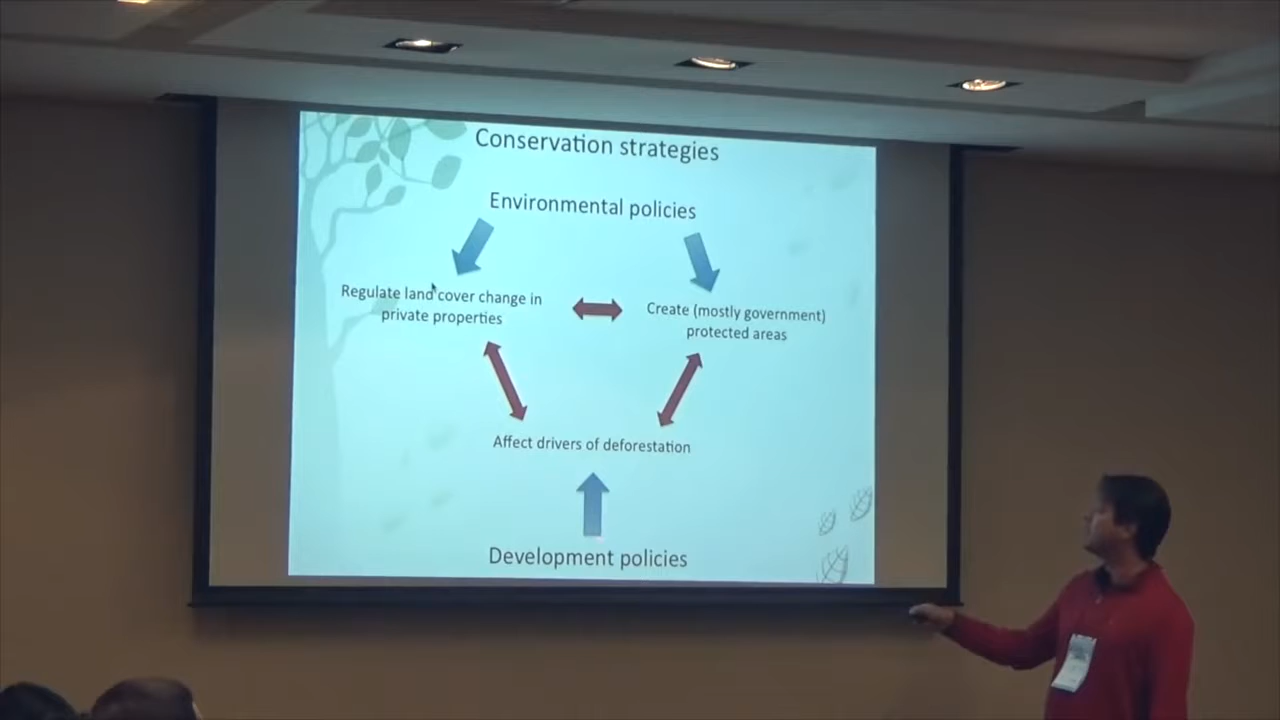 Conservation strategies
Environmental policies
Regulate land cover change in
private properties
Create (mostly government)
protected areas
Affect drivers of deforestation
Development policies